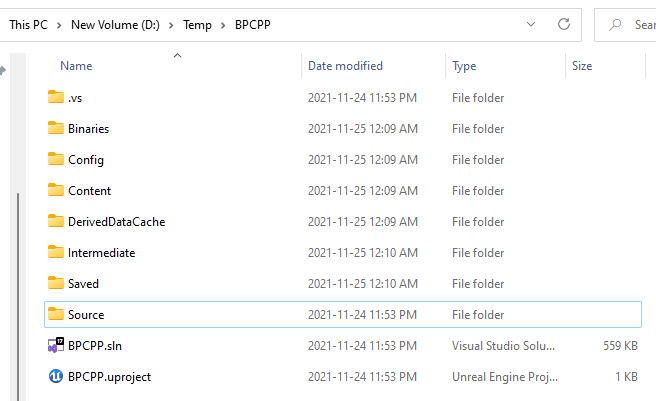 This PC > New Volume (D:) > Temp > BPCPP Sear
Name Date modified Type Size
.vs 2021-11-24 11:53 PM File folder
Binaries 2021-11-25 12:09 AM File folder
Config 2021-11-25 12:09 AM File folder
Content 2021-11-25 12:09 AM File folder
DerivedDataCache 2021-11-25 12:09 AM File folder
Intermediate 2021-11-25 12:10 AM File folder
Saved 2021-11-25 12:10 AM File folder
Source 2021-11-24 11:53 PM File folder
BPCPP.sln 2021-11-24 11:53 PM Visual Studio Solu... 559 KB
BPCPP.uproject 2021-11-24 11:53 PM Unreal Engine Proj... 1 KB